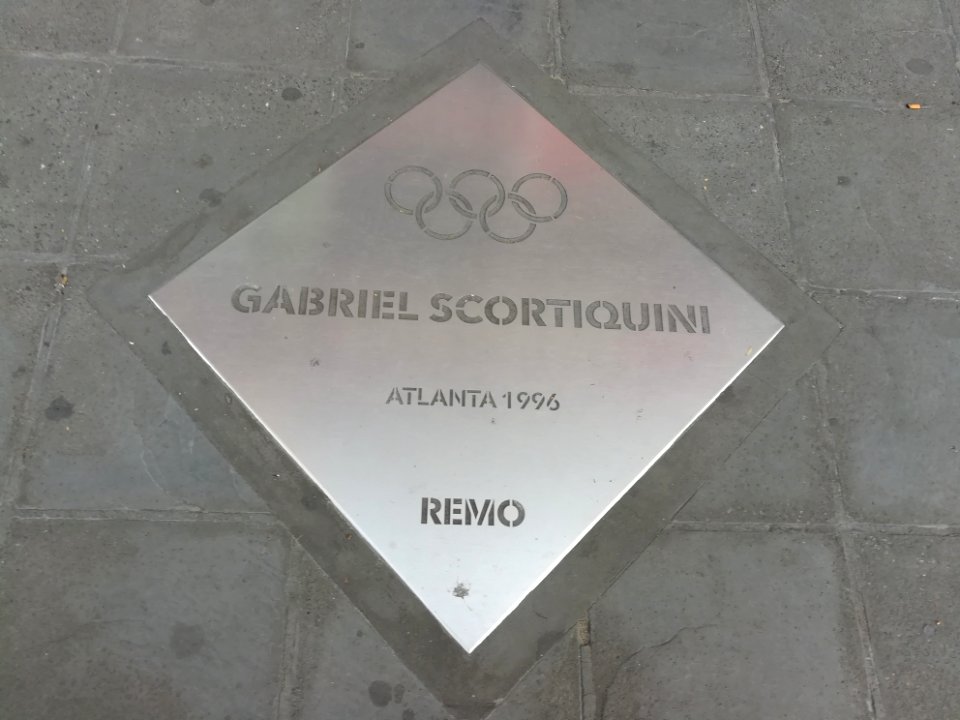 GABRIEL SCORTIQUINI
ATLANTA 1996
REMO